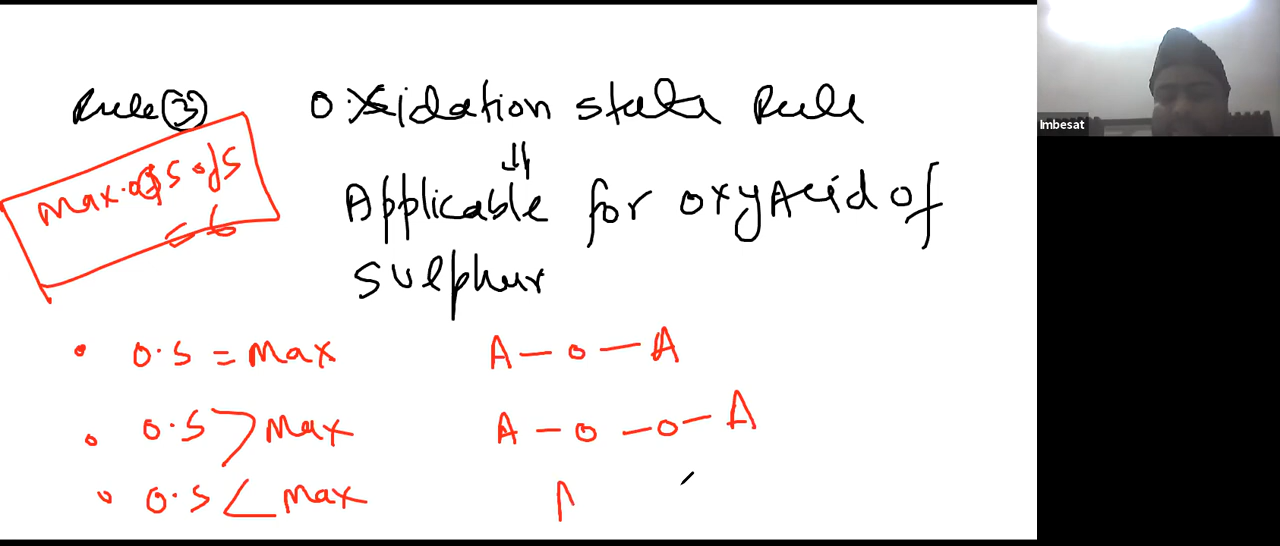 Rule ③ Oxidation state Rule
⇓
max. O.S of S
= 6
Applicable for oxyAcid of
sulphur
• O.S = Max A — O — A
• O.S > Max A — O — O — A
• O.S < Max A
Imbesat